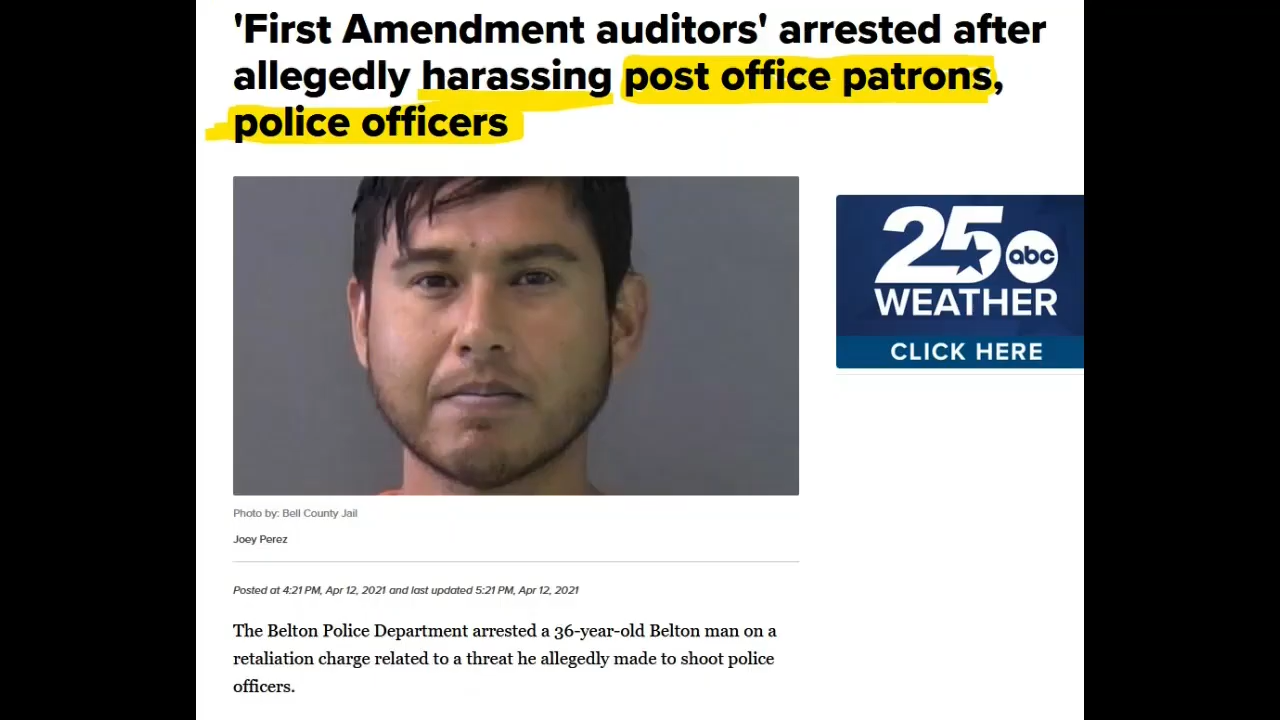 'First Amendment auditors' arrested after
allegedly harassing post office patrons,
police officers
25
abc
WEATHER
CLICK HERE
Photo by: Bell County Jail
Joey Perez
Posted at 4:21 PM, Apr 12, 2021 and last updated 5:21 PM, Apr 12, 2021
The Belton Police Department arrested a 36-year-old Belton man on a
retaliation charge related to a threat he allegedly made to shoot police
officers.